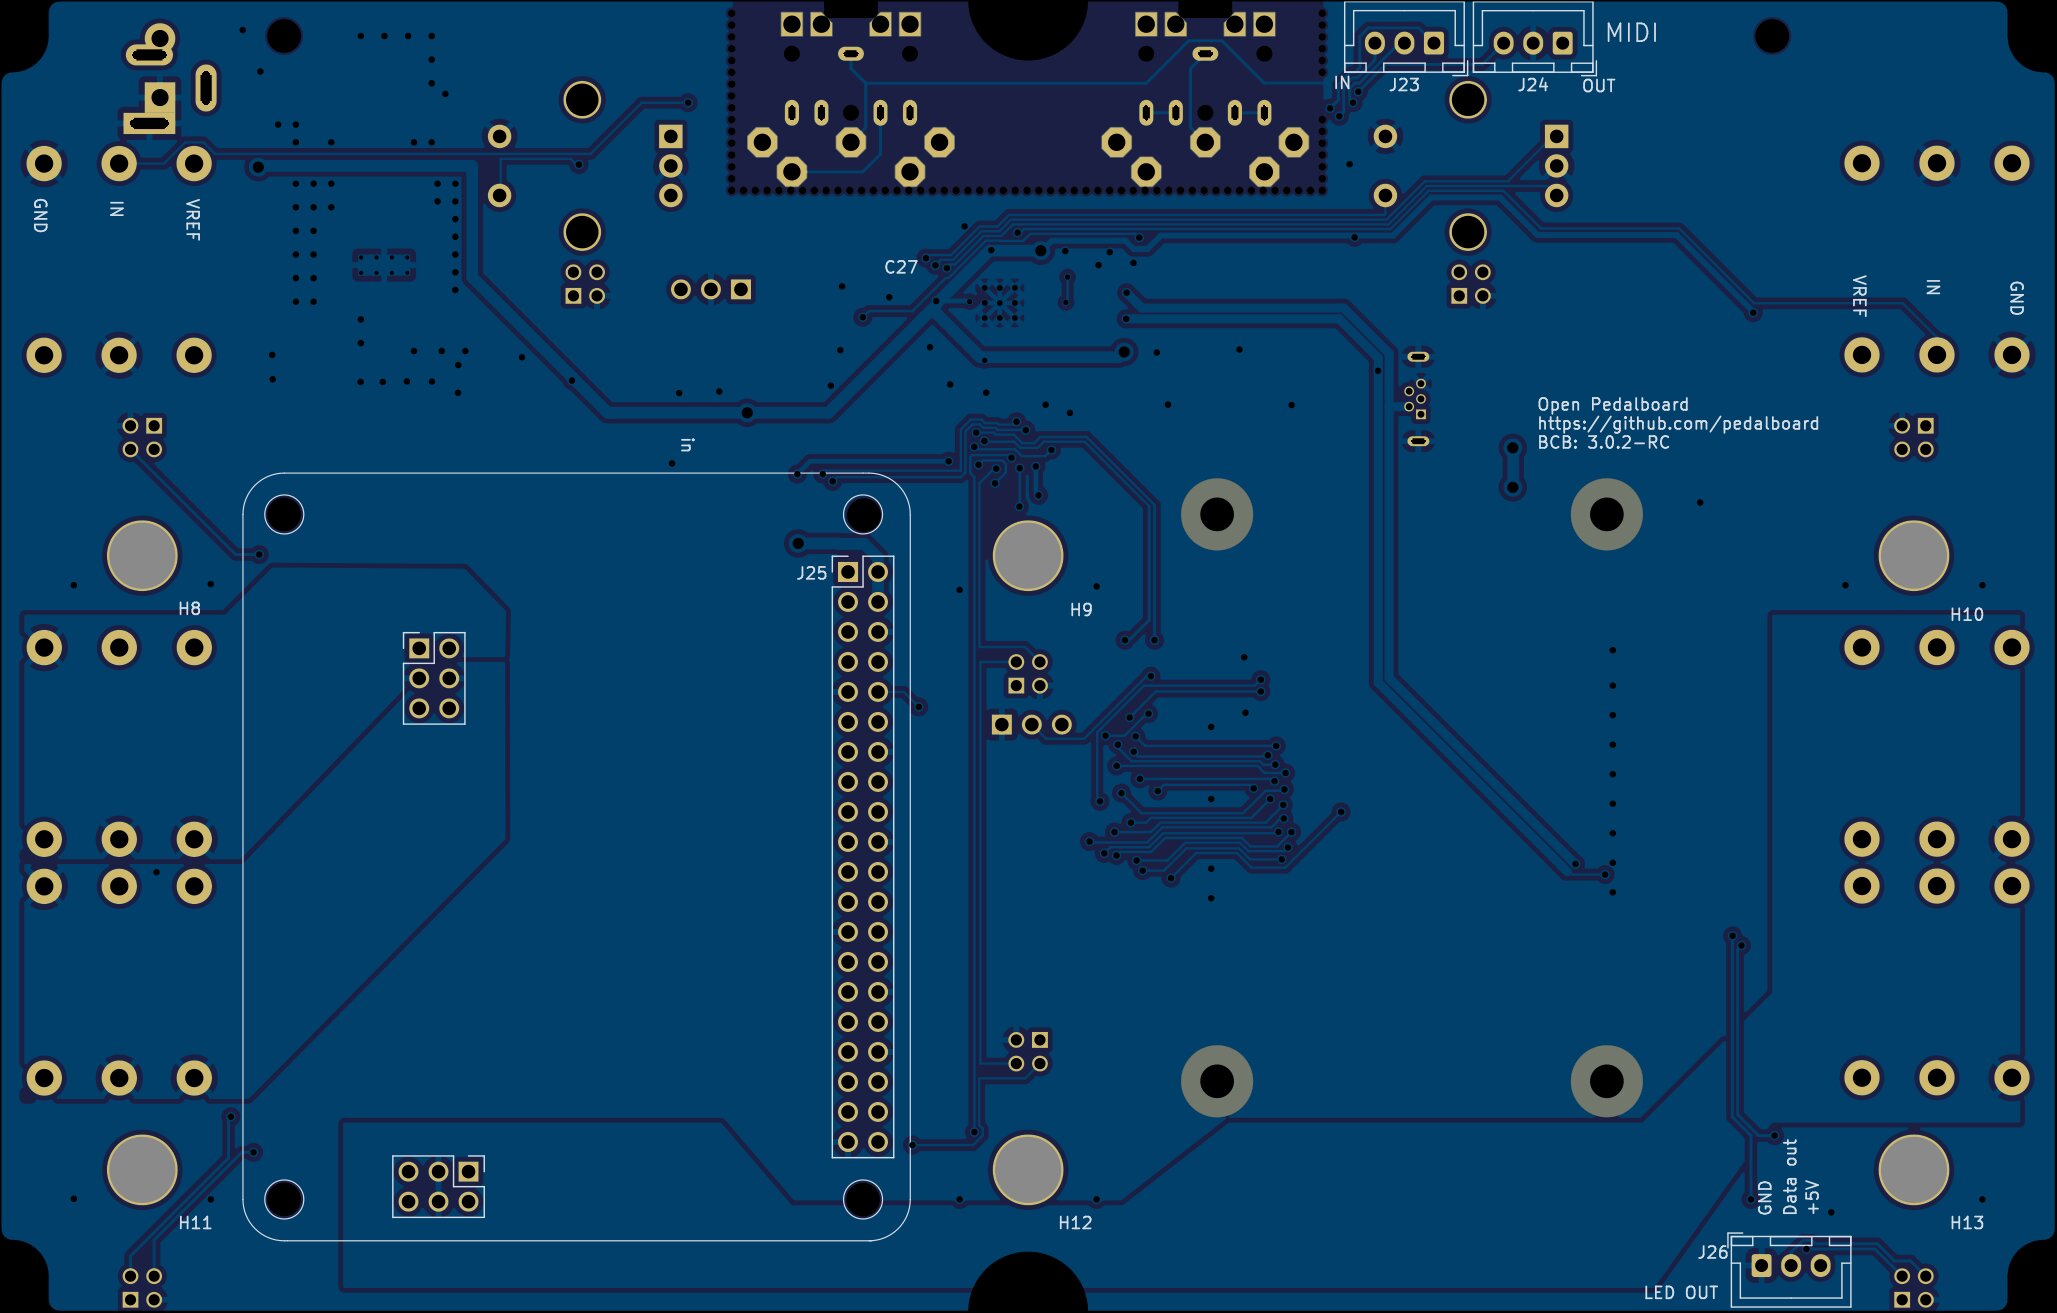 MIDI
IN
J23
J24
OUT
GND
IN
VREF
C27
VREF
IN
GND
Open Pedalboard
https://github.com/pedalboard
BCB: 3.0.2-RC
in
J25
H8
H9
H10
GND
Data out
+5V
H11
H12
H13
J26
LED OUT